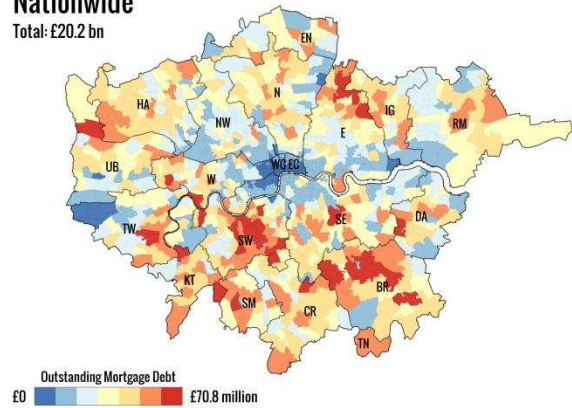 Nationwide
Total: £20.2 bn
EN
HA
N
IG
RM
NW
E
WC EC
UB
W
TW
SW
SE
DA
KT
SM
CR
BR
TN
Outstanding Mortgage Debt
£0
£70.8 million